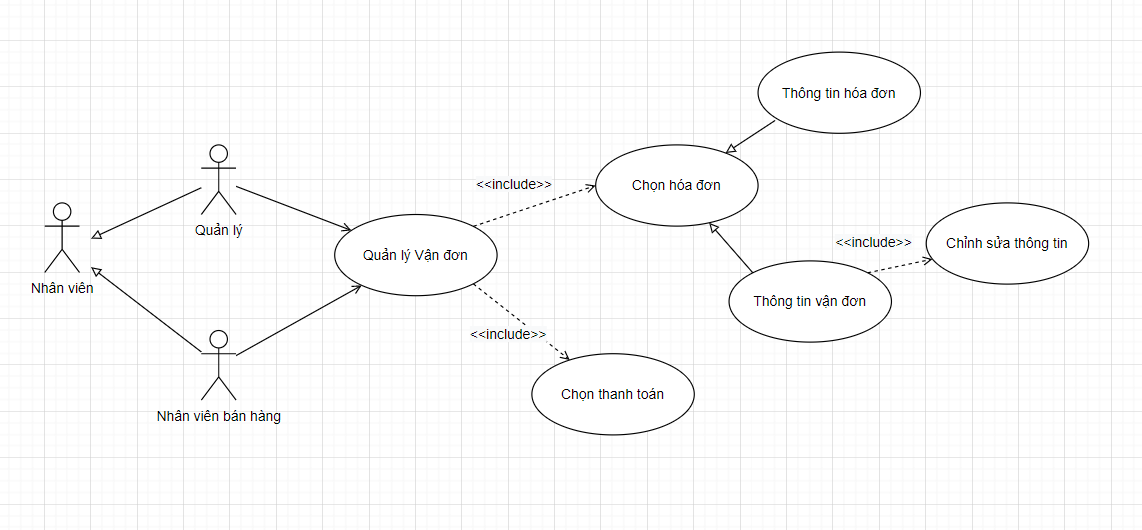 Thông tin hóa đơn
<<include>>
Chọn hóa đơn
Quản lý
<<include>>
Chỉnh sửa thông tin
Quản lý Vận đơn
Nhân viên
Thông tin vận đơn
<<include>>
Chọn thanh toán
Nhân viên bán hàng